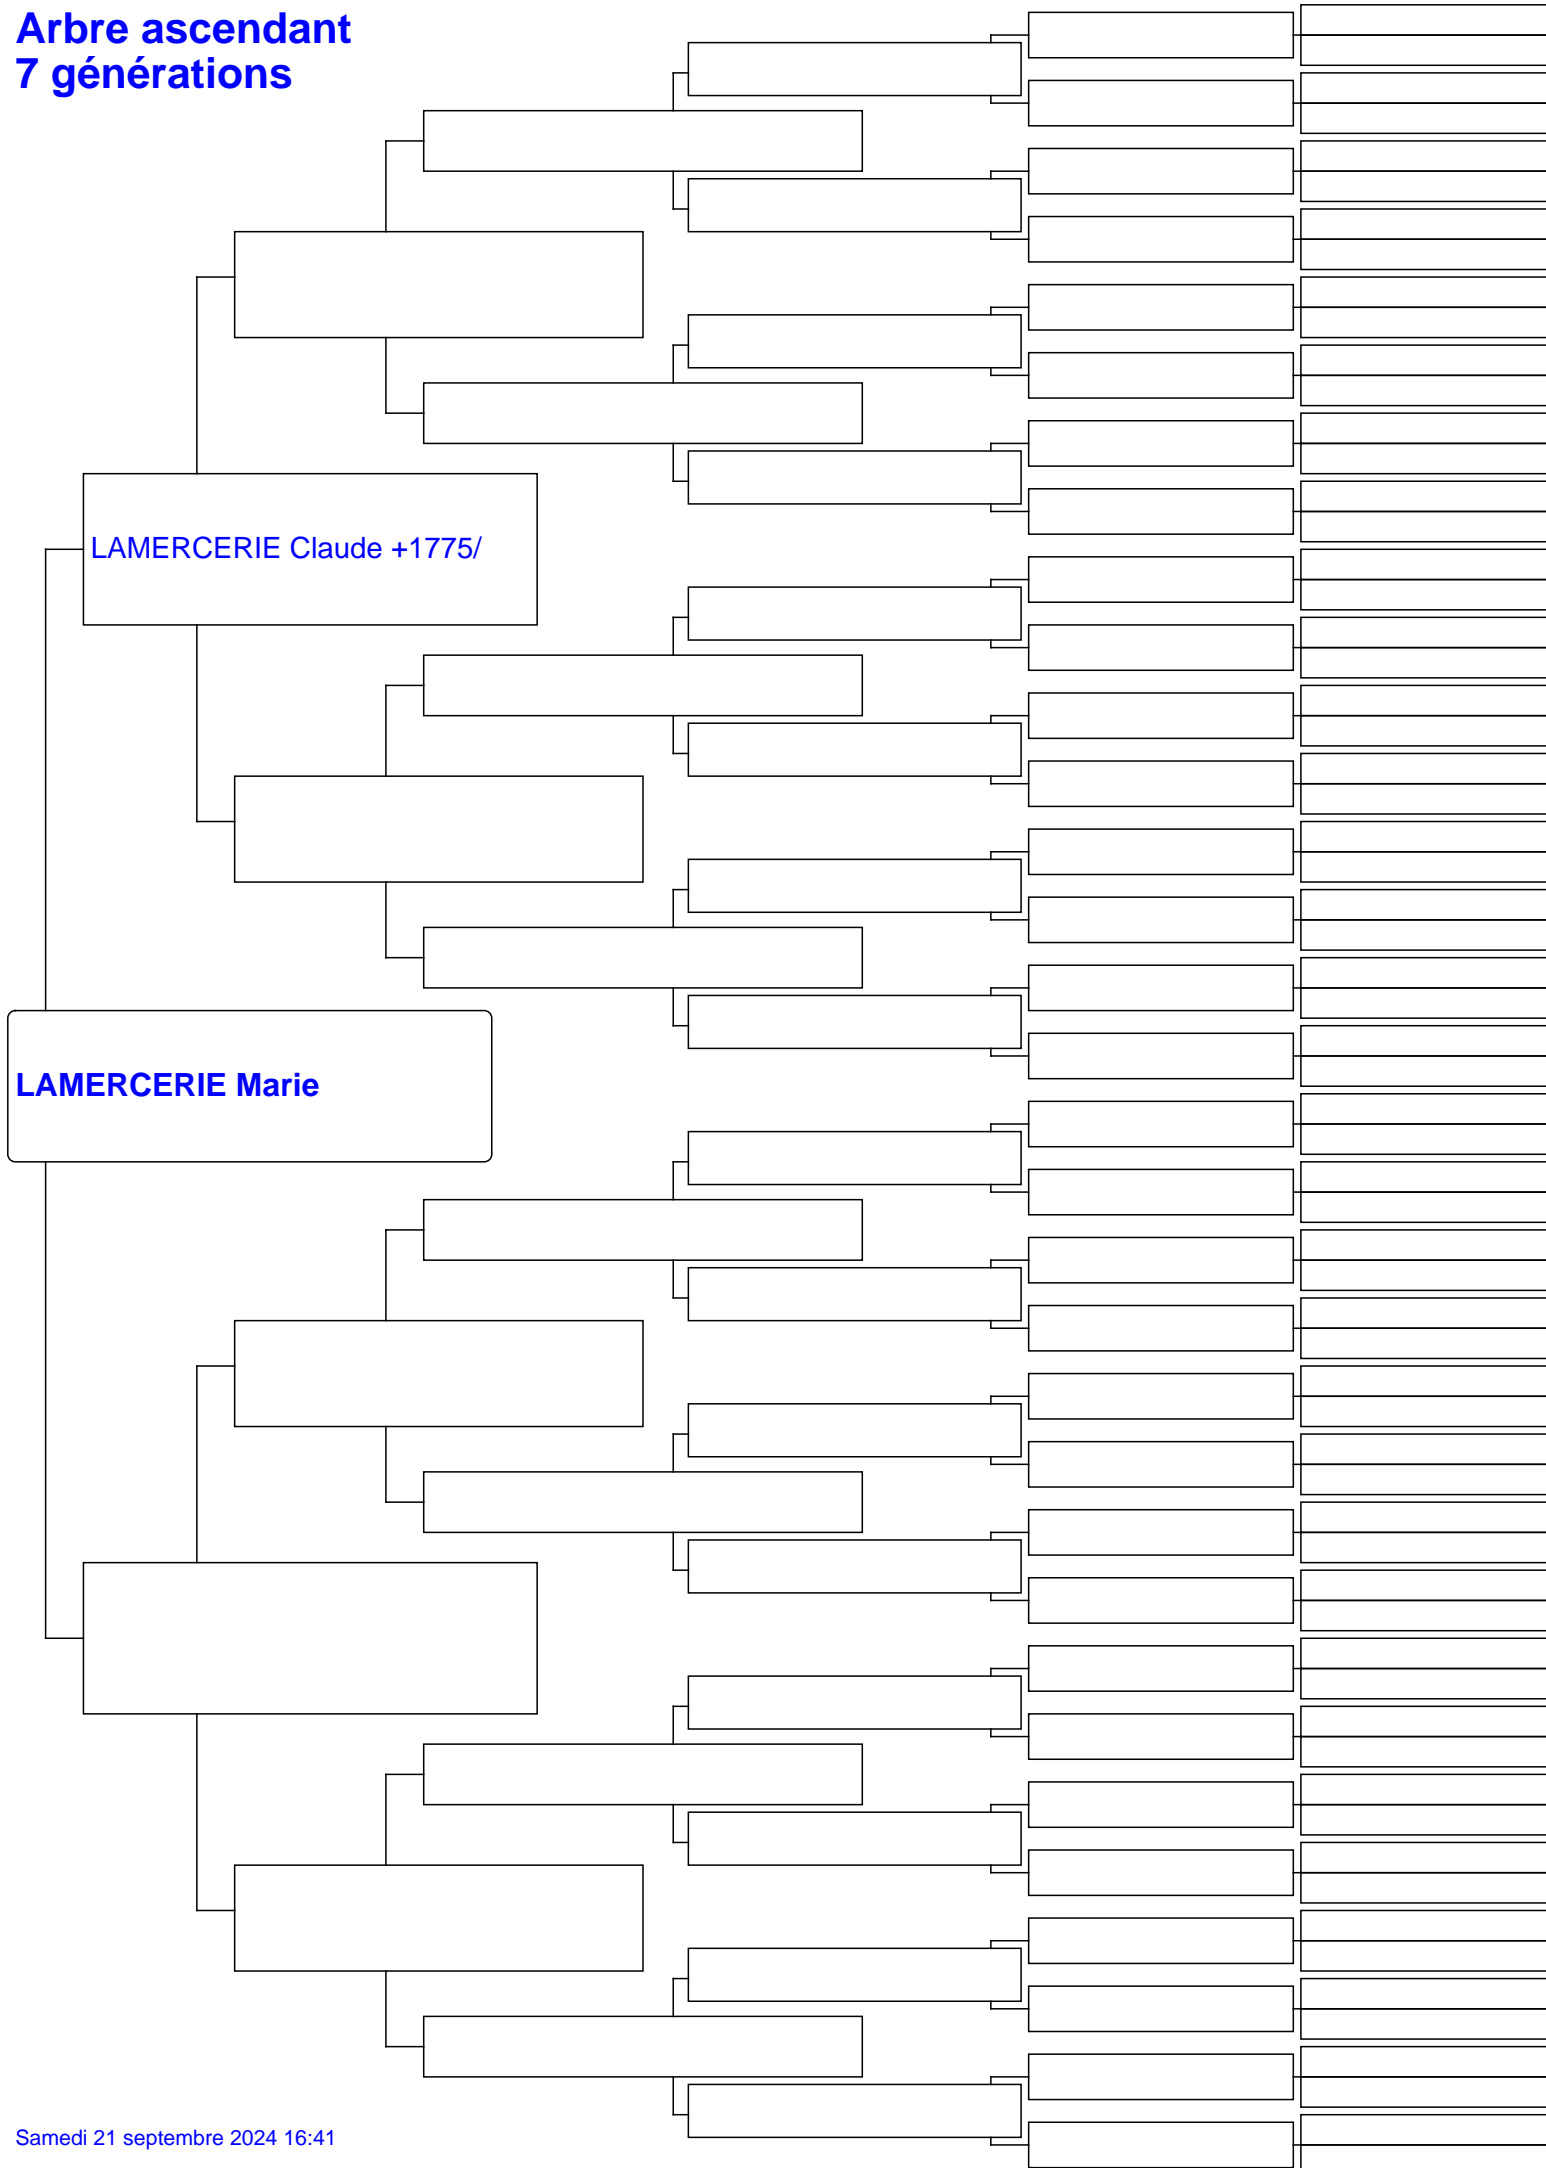 Arbre ascendant
7 générations
LAMERCERIE Claude +1775/
LAMERCERIE Marie
Samedi 21 septembre 2024 16:41